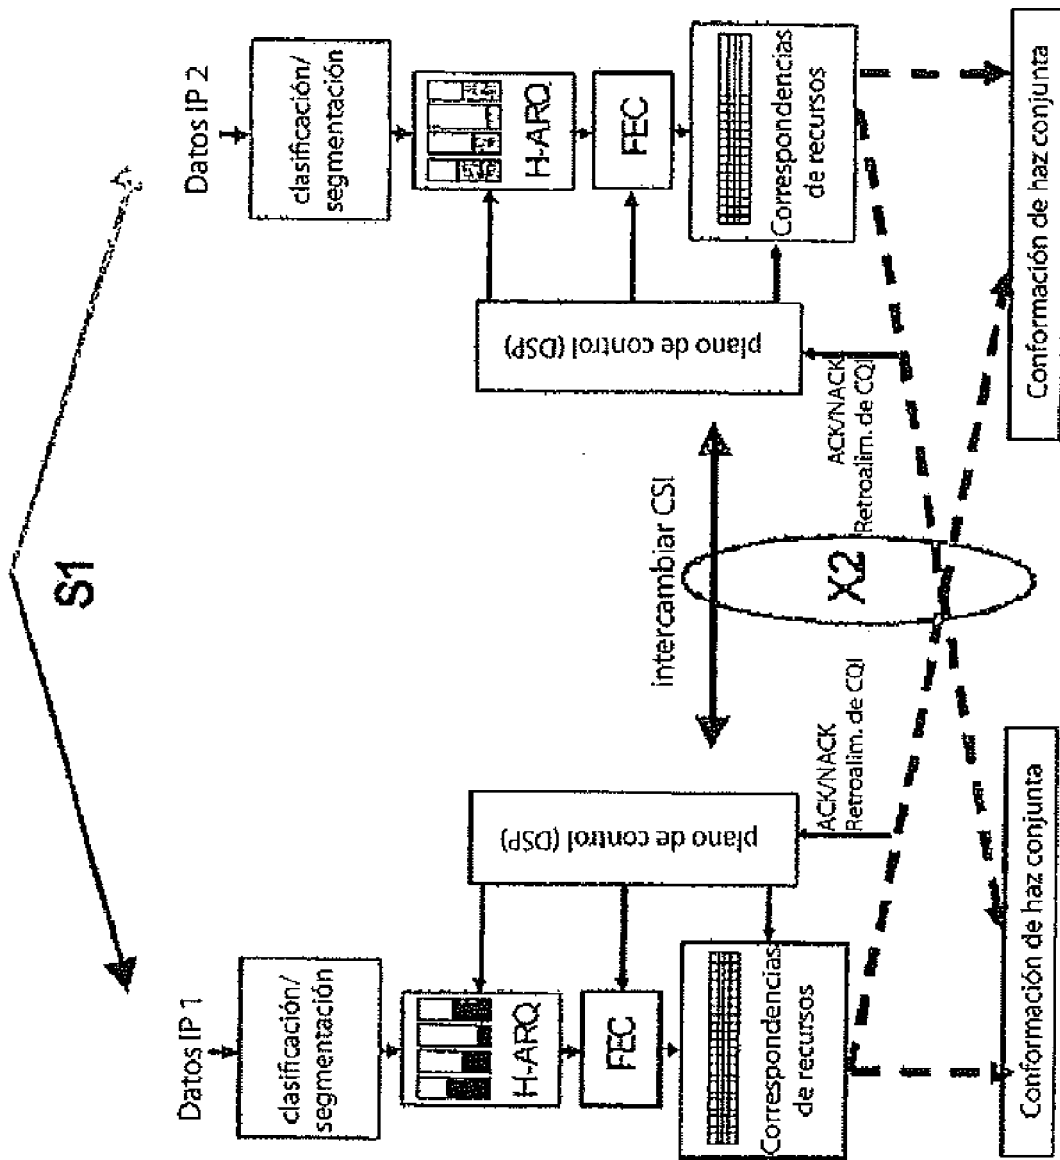 S1
Datos IP 1
clasificación/
segmentación
H-ARQ
FEC
Correspondencias
de recursos
plano de control (DSP)
ACK/NACK
Retroalim. de CQI
Conformación de haz conjunta
intercambiar CSI
X2
Datos IP 2
clasificación/
segmentación
H-ARQ
FEC
Correspondencias
de recursos
plano de control (DSP)
ACK/NACK
Retroalim. de CQI
Conformación de haz conjunta